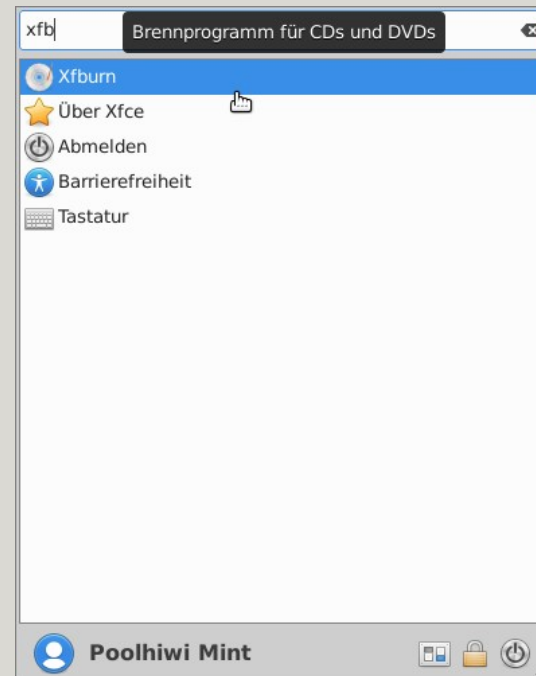 xfb
Brennprogramm für CDs und DVDs
Xfburn
Über Xfce
Abmelden
Barrierefreiheit
Tastatur
Poolhiwi Mint